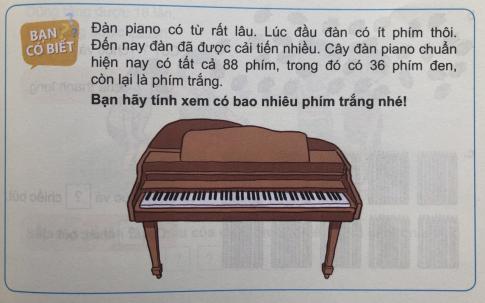 BẠN
CÓ BIẾT
Đàn piano có từ rất lâu. Lúc đầu đàn có ít phím thôi.
Đến nay đàn đã được cải tiến nhiều. Cây đàn piano chuẩn
hiện nay có tất cả 88 phím, trong đó có 36 phím đen,
còn lại là phím trắng.
Bạn hãy tính xem có bao nhiêu phím trắng nhé!